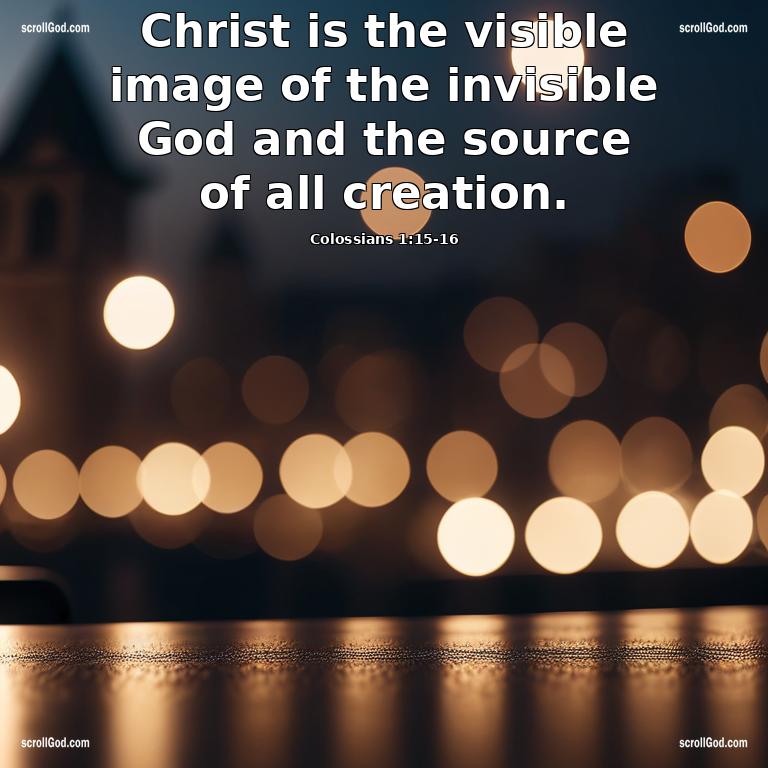 scrollGod.com
scrollGod.com
Christ is the visible
image of the invisible
God and the source
of all creation.
Colossians 1:15-16
scrollGod.com
scrollGod.com